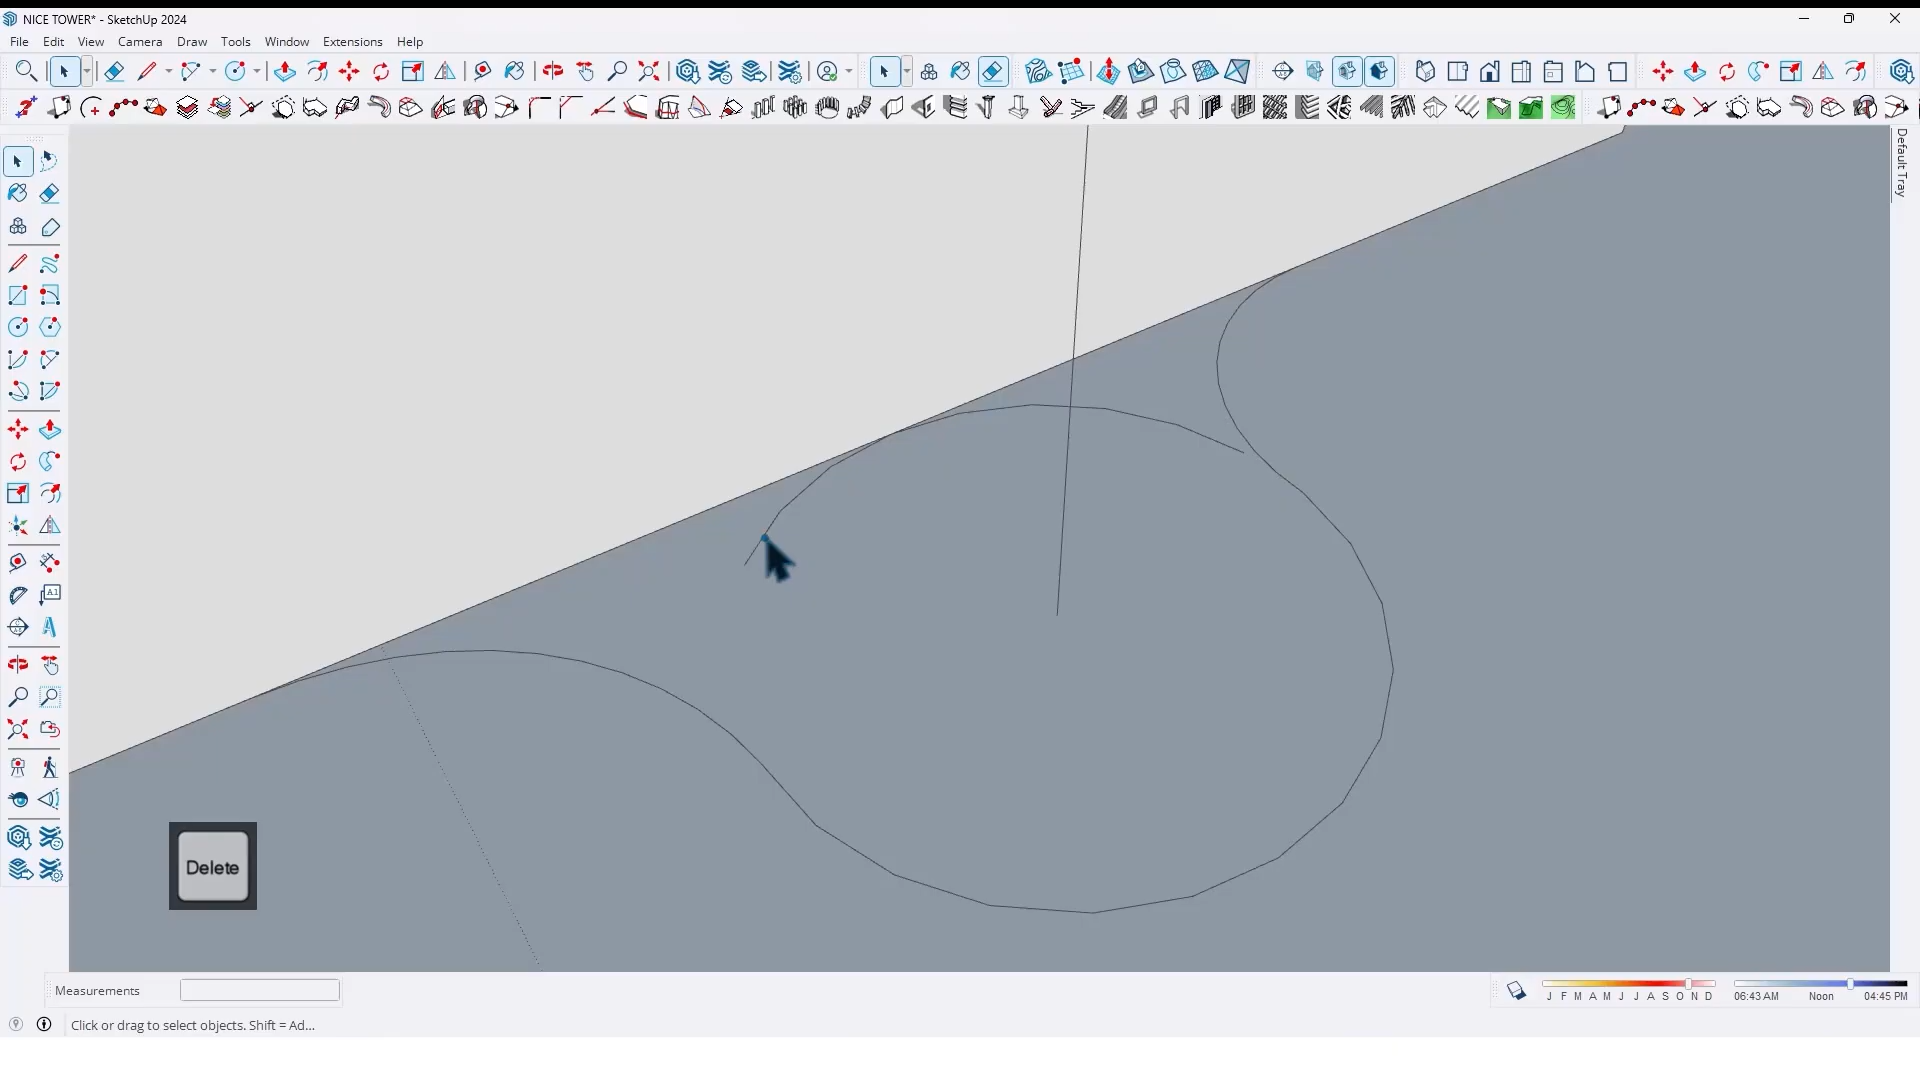 NICE TOWER* - SketchUp 2024
File Edit View Camera Draw Tools Window Extensions Help
Default Tray
A1
Delete
Measurements
J F M A M J J A S O N D
06:43 AM Noon 04:45 PM
Click or drag to select objects. Shift = Ad...